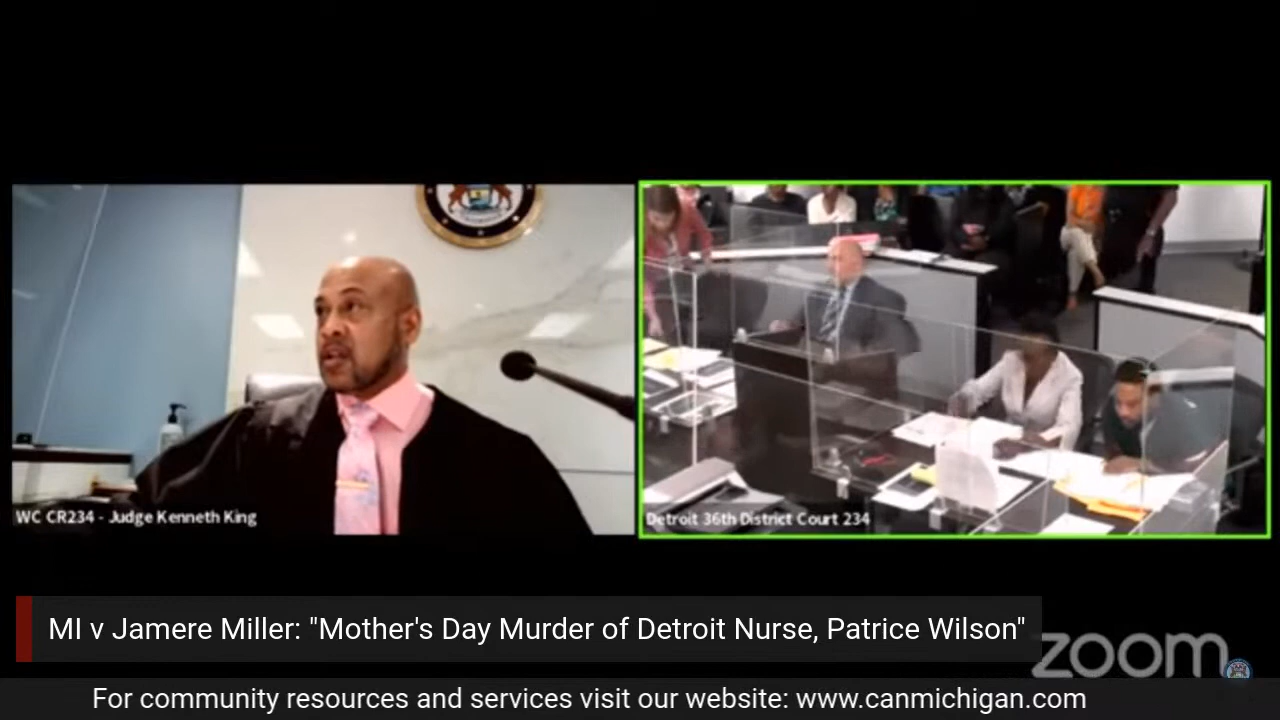 WC CR234 - Judge Kenneth King
Detroit 36th District Court 234
MI v Jamere Miller: "Mother's Day Murder of Detroit Nurse, Patrice Wilson"
zoom
For community resources and services visit our website: www.canmichigan.com